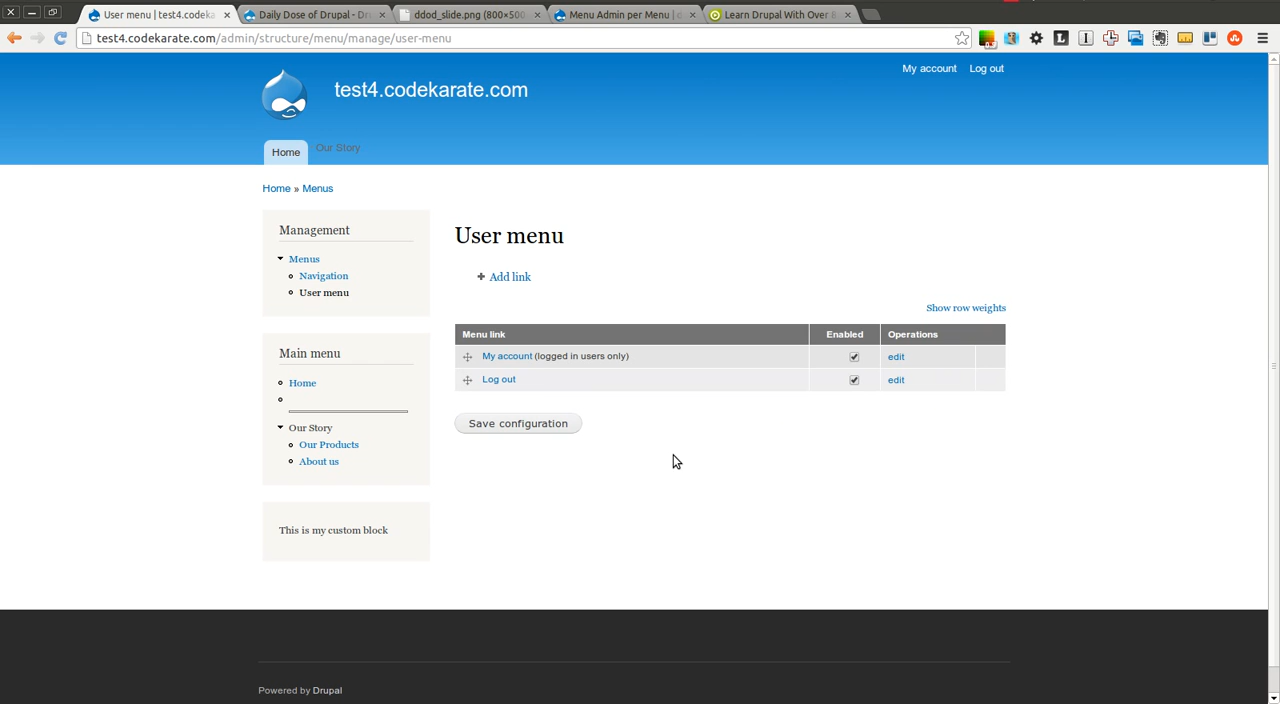 User menu | test4.codeka
Daily Dose of Drupal - Dr
ddod_slide.png (800×500
Menu Admin per Menu | d
Learn Drupal With Over 8
test4.codekarate.com/admin/structure/menu/manage/user-menu
My account Log out
test4.codekarate.com
Home Our Story
Home » Menus
Management
Menus
Navigation
User menu
Main menu
Home
Our Story
Our Products
About us
This is my custom block
User menu
Add link
Show row weights
Menu link Enabled Operations
My account (logged in users only) edit
Log out edit
Save configuration
Powered by Drupal